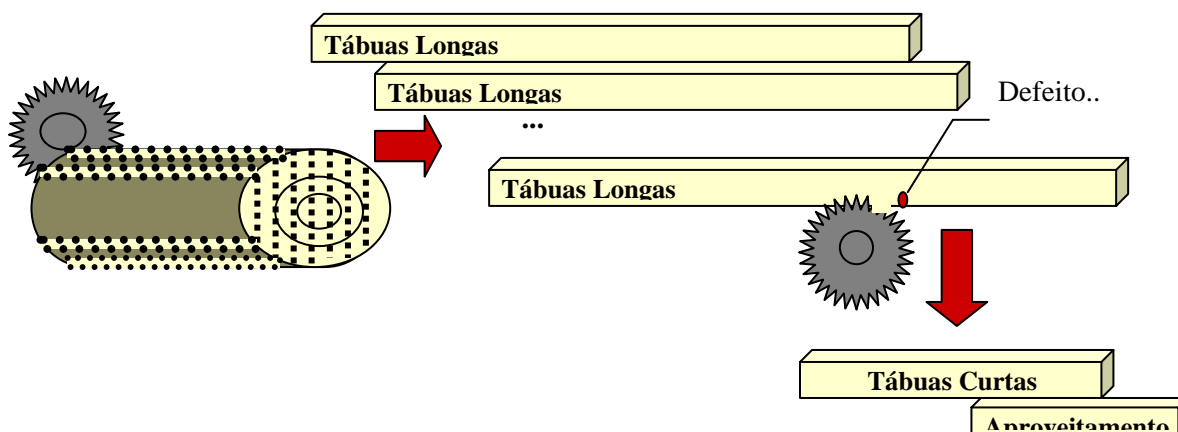 Tábuas Longas
Tábuas Longas
Defeito..
...
Tábuas Longas
Tábuas Curtas
Aproveitamento